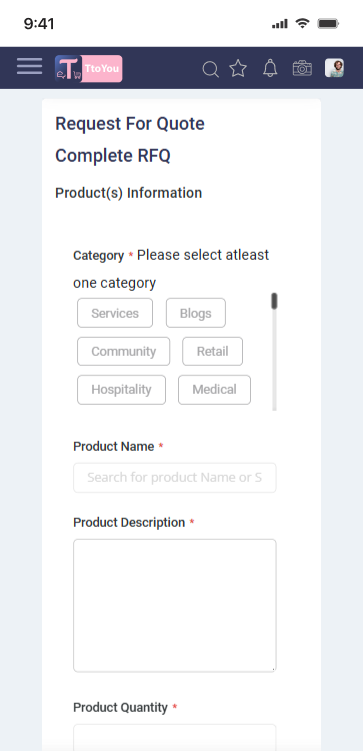 9:41
TtoYou
Request For Quote
Complete RFQ
Product(s) Information
Category * Please select atleast
one category
Services Blogs
Community Retail
Hospitality Medical
Product Name *
Search for product Name or S
Product Description *
Product Quantity *